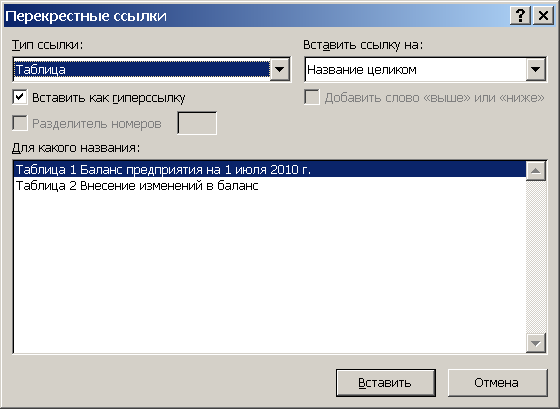 Перекрестные ссылки
Тип ссылки:
Вставить ссылку на:
Таблица
Название целиком
Вставить как гиперссылку
Добавить слово «выше» или «ниже»
Разделитель номеров
Для какого названия:
Таблица 1 Баланс предприятия на 1 июля 2010 г.
Таблица 2 Внесение изменений в баланс
Вставить
Отмена